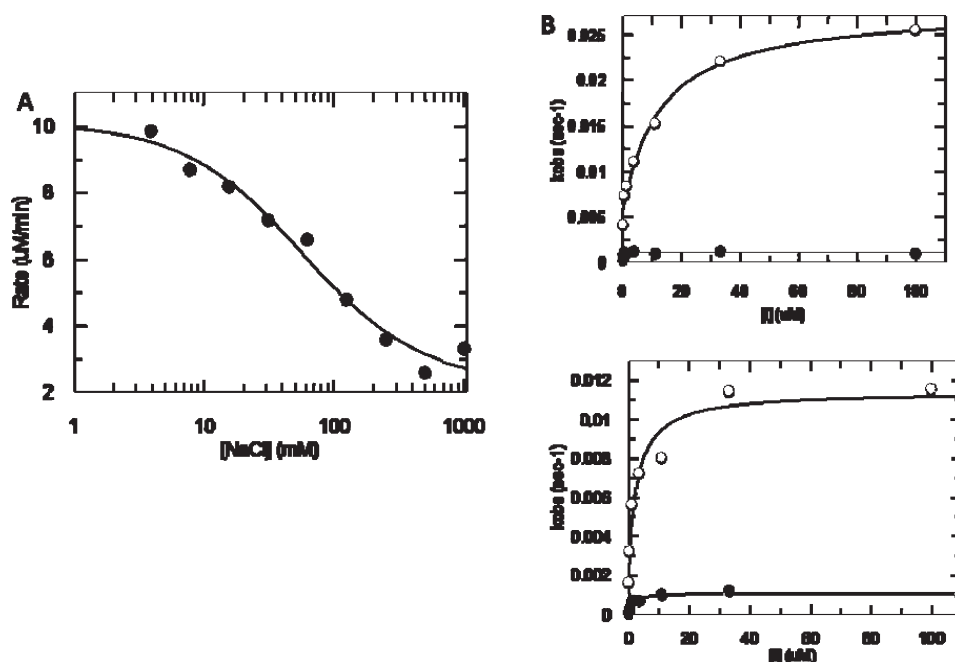 A
10
8
6
4
2
Rate (uM/min)
1 10 100 1000
[NaCl] (mM)
B
0.025
0.02
0.015
0.01
0.005
0
kobs (sec-1)
0 20 40 60 80 100
[I] (uM)
0.012
0.01
0.008
0.006
0.004
0.002
0
kobs (sec-1)
0 20 40 60 80 100
[I] (uM)